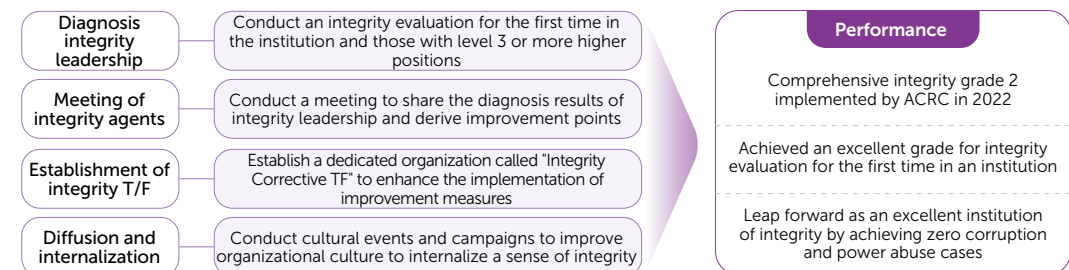 Diagnosis
integrity
leadership
Conduct an integrity evaluation for the first time in
the institution and those with level 3 or more higher
positions
Meeting of
integrity agents
Conduct a meeting to share the diagnosis results of
integrity leadership and derive improvement points
Establishment of
integrity T/F
Establish a dedicated organization called "Integrity
Corrective TF" to enhance the implementation of
improvement measures
Diffusion and
internalization
Conduct cultural events and campaigns to improve
organizational culture to internalize a sense of integrity
Performance
Comprehensive integrity grade 2
implemented by ACRC in 2022
Achieved an excellent grade for integrity
evaluation for the first time in an institution
Leap forward as an excellent institution
of integrity by achieving zero corruption
and power abuse cases